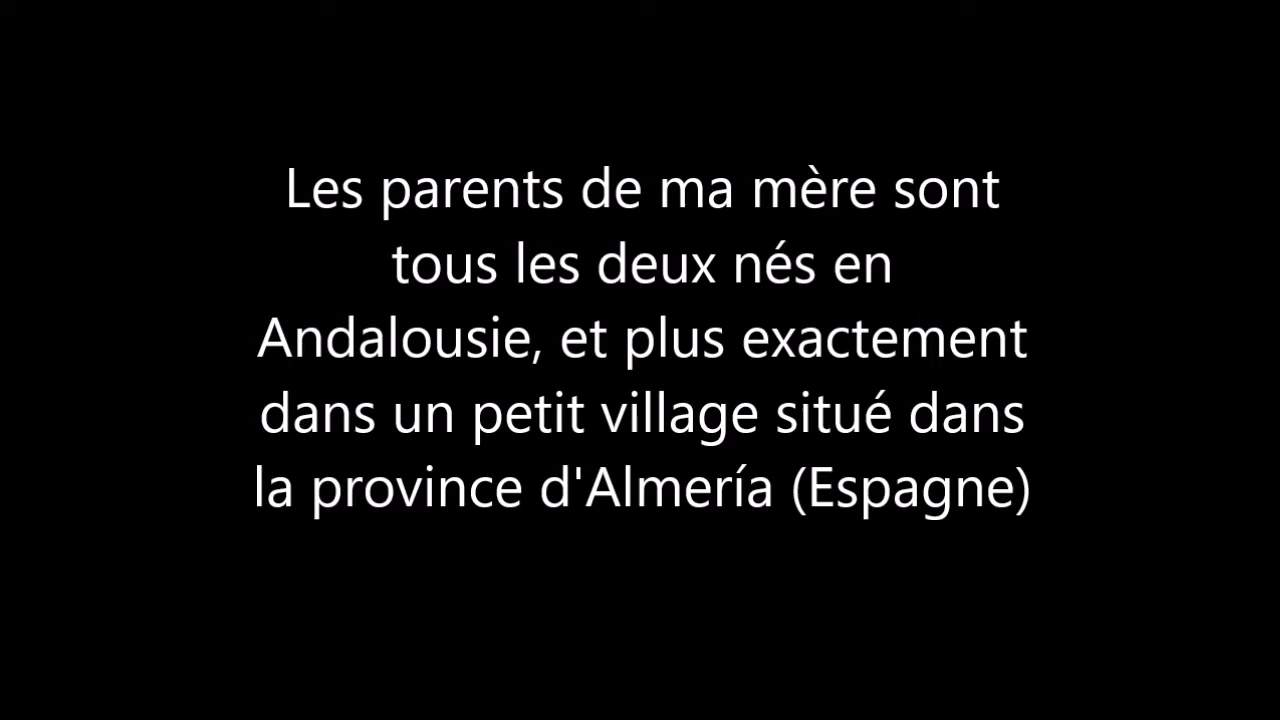 Les parents de ma mère sont
tous les deux nés en
Andalousie, et plus exactement
dans un petit village situé dans
la province d'Almería (Espagne)